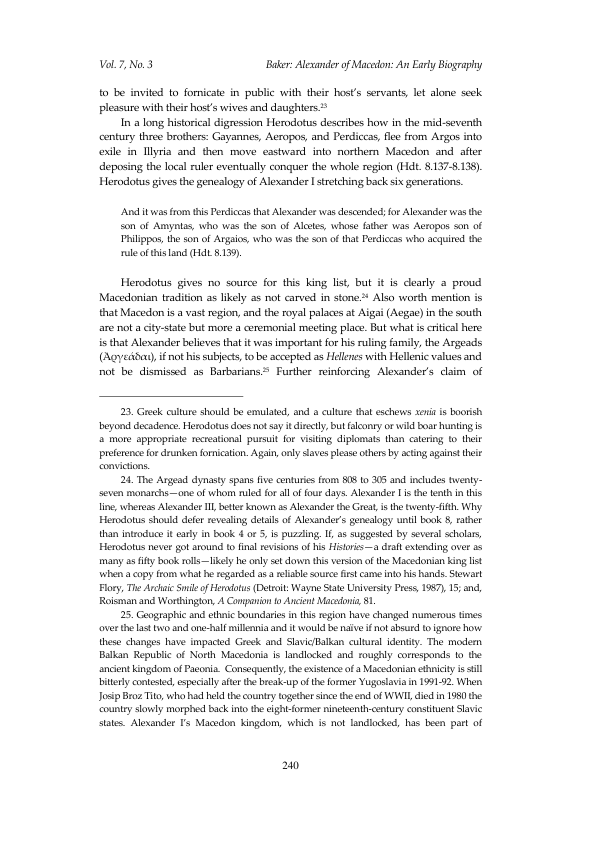 Vol. 7, No. 3 Baker: Alexander of Macedon: An Early Biography
to be invited to fornicate in public with their host’s servants, let alone seek
pleasure with their host’s wives and daughters.23
In a long historical digression Herodotus describes how in the mid-seventh
century three brothers: Gayannes, Aeropos, and Perdiccas, flee from Argos into
exile in Illyria and then move eastward into northern Macedon and after
deposing the local ruler eventually conquer the whole region (Hdt. 8.137-8.138).
Herodotus gives the genealogy of Alexander I stretching back six generations.
And it was from this Perdiccas that Alexander was descended; for Alexander was the
son of Amyntas, who was the son of Alcetes, whose father was Aeropos son of
Philippos, the son of Argaios, who was the son of that Perdiccas who acquired the
rule of this land (Hdt. 8.139).
Herodotus gives no source for this king list, but it is clearly a proud
Macedonian tradition as likely as not carved in stone.24 Also worth mention is
that Macedon is a vast region, and the royal palaces at Aigai (Aegae) in the south
are not a city-state but more a ceremonial meeting place. But what is critical here
is that Alexander believes that it was important for his ruling family, the Argeads
(Ἀργεάδαι), if not his subjects, to be accepted as Hellenes with Hellenic values and
not be dismissed as Barbarians.25 Further reinforcing Alexander’s claim of
23. Greek culture should be emulated, and a culture that eschews xenia is boorish
beyond decadence. Herodotus does not say it directly, but falconry or wild boar hunting is
a more appropriate recreational pursuit for visiting diplomats than catering to their
preference for drunken fornication. Again, only slaves please others by acting against their
convictions.
24. The Argead dynasty spans five centuries from 808 to 305 and includes twenty-
seven monarchs—one of whom ruled for all of four days. Alexander I is the tenth in this
line, whereas Alexander III, better known as Alexander the Great, is the twenty-fifth. Why
Herodotus should defer revealing details of Alexander’s genealogy until book 8, rather
than introduce it early in book 4 or 5, is puzzling. If, as suggested by several scholars,
Herodotus never got around to final revisions of his Histories—a draft extending over as
many as fifty book rolls—likely he only set down this version of the Macedonian king list
when a copy from what he regarded as a reliable source first came into his hands. Stewart
Flory, The Archaic Smile of Herodotus (Detroit: Wayne State University Press, 1987), 15; and,
Roisman and Worthington, A Companion to Ancient Macedonia, 81.
25. Geographic and ethnic boundaries in this region have changed numerous times
over the last two and one-half millennia and it would be naïve if not absurd to ignore how
these changes have impacted Greek and Slavic/Balkan cultural identity. The modern
Balkan Republic of North Macedonia is landlocked and roughly corresponds to the
ancient kingdom of Paeonia. Consequently, the existence of a Macedonian ethnicity is still
bitterly contested, especially after the break-up of the former Yugoslavia in 1991-92. When
Josip Broz Tito, who had held the country together since the end of WWII, died in 1980 the
country slowly morphed back into the eight-former nineteenth-century constituent Slavic
states. Alexander I’s Macedon kingdom, which is not landlocked, has been part of
240